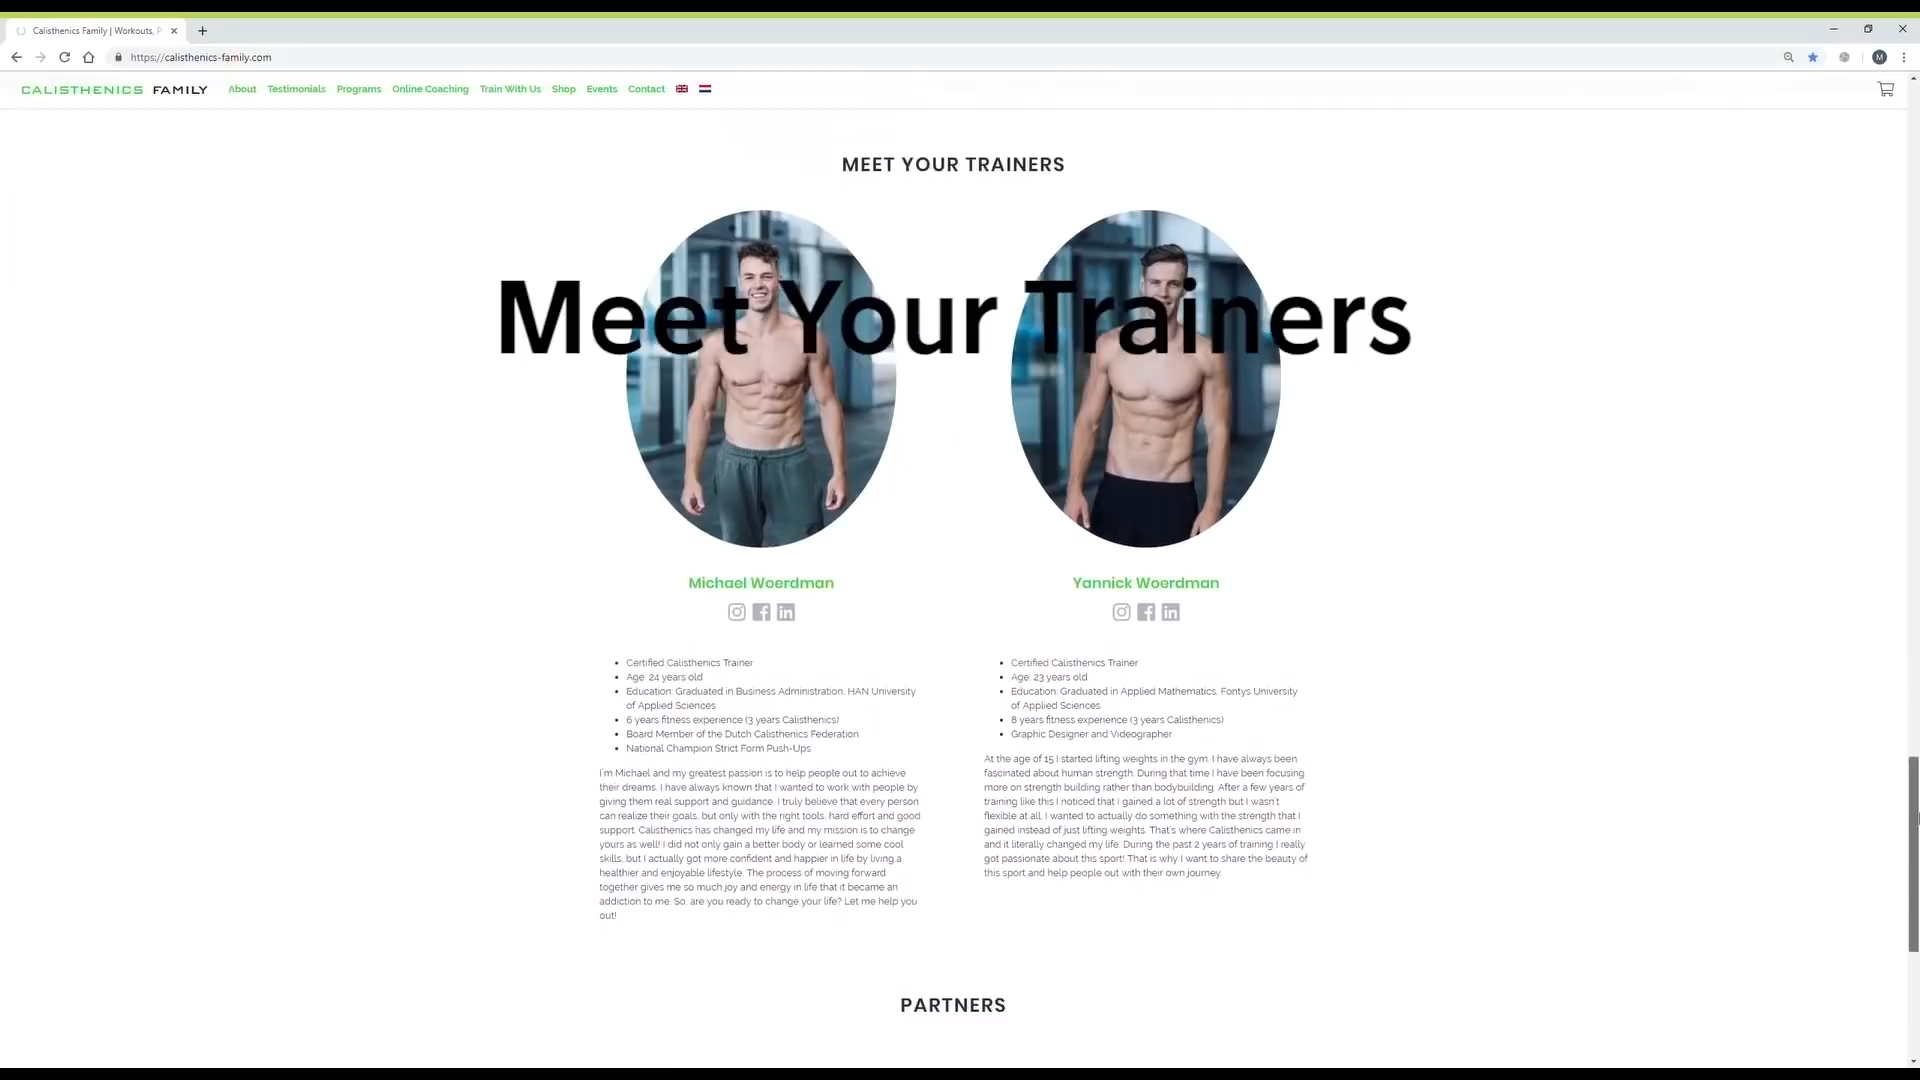 Calisthenics Family | Workouts, P
https://calisthenics-family.com
M
CALISTHENICS FAMILY About Testimonials Programs Online Coaching Train With Us Shop Events Contact
MEET YOUR TRAINERS
Meet Your Trainers
Michael Woerdman
Certified Calisthenics Trainer
Age: 24 years old
Education: Graduated in Business Administration, HAN University
of Applied Sciences
6 years fitness experience (3 years Calisthenics)
Board Member of the Dutch Calisthenics Federation
National Champion Strict Form Push-Ups
I'm Michael and my greatest passion is to help people out to achieve
their dreams. I have always known that I wanted to work with people by
giving them real support and guidance. I truly believe that every person
can realize their goals, but only with the right tools, hard effort and good
support. Calisthenics has changed my life and my mission is to change
yours as well! I did not only gain a better body or learned some cool
skills, but I actually got more confident and happier in life by living a
healthier and enjoyable lifestyle. The process of moving forward
together gives me so much joy and energy in life that it became an
addiction to me. So, are you ready to change your life? Let me help you
out!
Yannick Woerdman
Certified Calisthenics Trainer
Age: 23 years old
Education: Graduated in Applied Mathematics, Fontys University
of Applied Sciences
8 years fitness experience (3 years Calisthenics)
Graphic Designer and Videographer
At the age of 15 I started lifting weights in the gym. I have always been
fascinated about human strength. During that time I have been focusing
more on strength building rather than bodybuilding. After a few years of
training like this I noticed that I gained a lot of strength but I wasn't
flexible at all. I wanted to actually do something with the strength that I
gained instead of just lifting weights. That's where Calisthenics came in
and it literally changed my life. During the past 2 years of training I really
got passionate about this sport! That is why I want to share the beauty of
this sport and help people out with their own journey.
PARTNERS